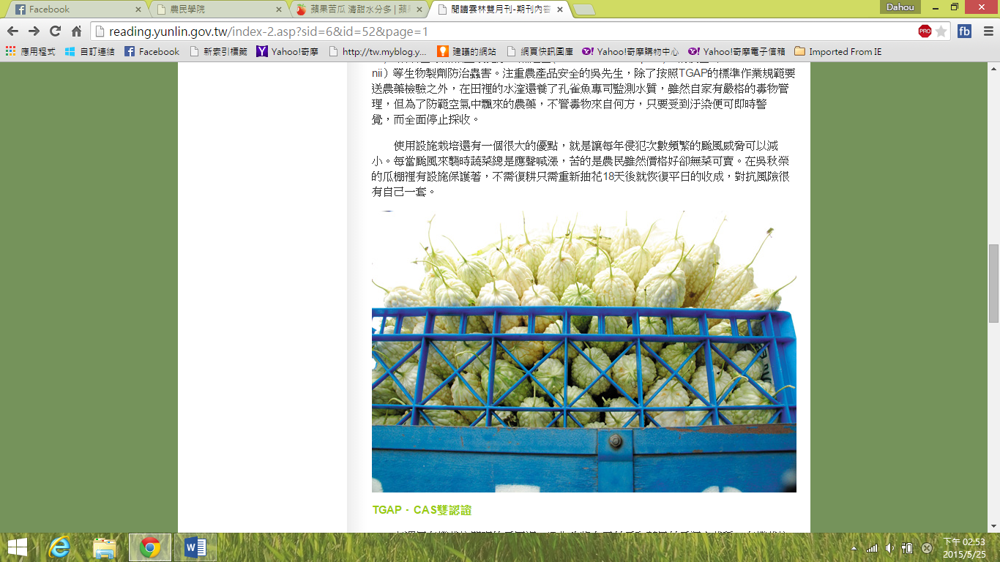 Facebook
農民學院
蘋果苦瓜 清甜水分多 | 蘋
閱讀雲林雙月刊-期刊內容
Dahou
reading.yunlin.gov.tw/index-2.asp?sid=6&id=52&page=1
PRO
fb
應用程式
自訂連結
Facebook
新索引標籤
Yahoo!奇摩
http://tw.myblog.y...
建議的網站
網頁快訊圖庫
Yahoo!奇摩購物中心
Yahoo!奇摩電子信箱
Imported From IE
nii）等生物製劑防治蟲害。注重農產品安全的吳先生，除了按照TGAP的標準作業規範要
送農藥檢驗之外，在田裡的水漥還養了孔雀魚專司監測水質，雖然自家有嚴格的毒物管
理，但為了防範空氣中飄來的農藥，不管毒物來自何方，只要受到汙染便可即時警
覺，而全面停止採收。
使用設施栽培還有一個很大的優點，就是讓每年侵犯次數頻繁的颱風威脅可以減
小。每當颱風來襲時蔬菜總是應聲喊漲，苦的是農民雖然價格好卻無菜可賣。在吳秋榮
的瓜棚裡有設施保護著，不需復耕只需重新抽花18天後就恢復平日的收成，對抗風險很
有自己一套。
TGAP．CAS雙認證
下午 02:53
2015/5/25